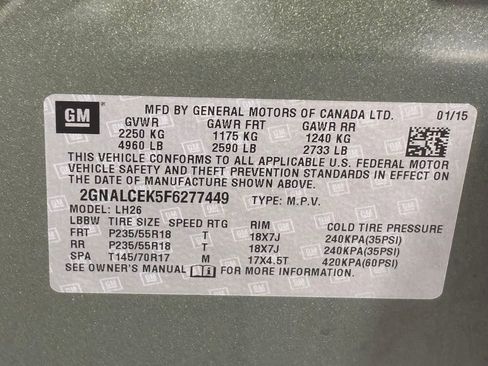 GM
MFD BY GENERAL MOTORS OF CANADA LTD. 01/15
GVWR GAWR FRT GAWR RR
2250 KG 1175 KG 1240 KG
4960 LB 2590 LB 2733 LB
THIS VEHICLE CONFORMS TO ALL APPLICABLE U.S. FEDERAL MOTOR
VEHICLE SAFETY AND THEFT PREVENTION STANDARDS IN EFFECT ON
THE DATE OF MANUFACTURE SHOWN ABOVE.
2GNALCEK5F6277449 TYPE: M.P.V.
MODEL: LH26
LBBW TIRE SIZE SPEED RTG RIM COLD TIRE PRESSURE
FRT P235/55R18 T 18X7J 240KPA(35PSI)
RR P235/55R18 T 18X7J 240KPA(35PSI)
SPA T145/70R17 M 17X4.5T 420KPA(60PSI)
SEE OWNER'S MANUAL FOR ADDITIONAL INFORMATION.